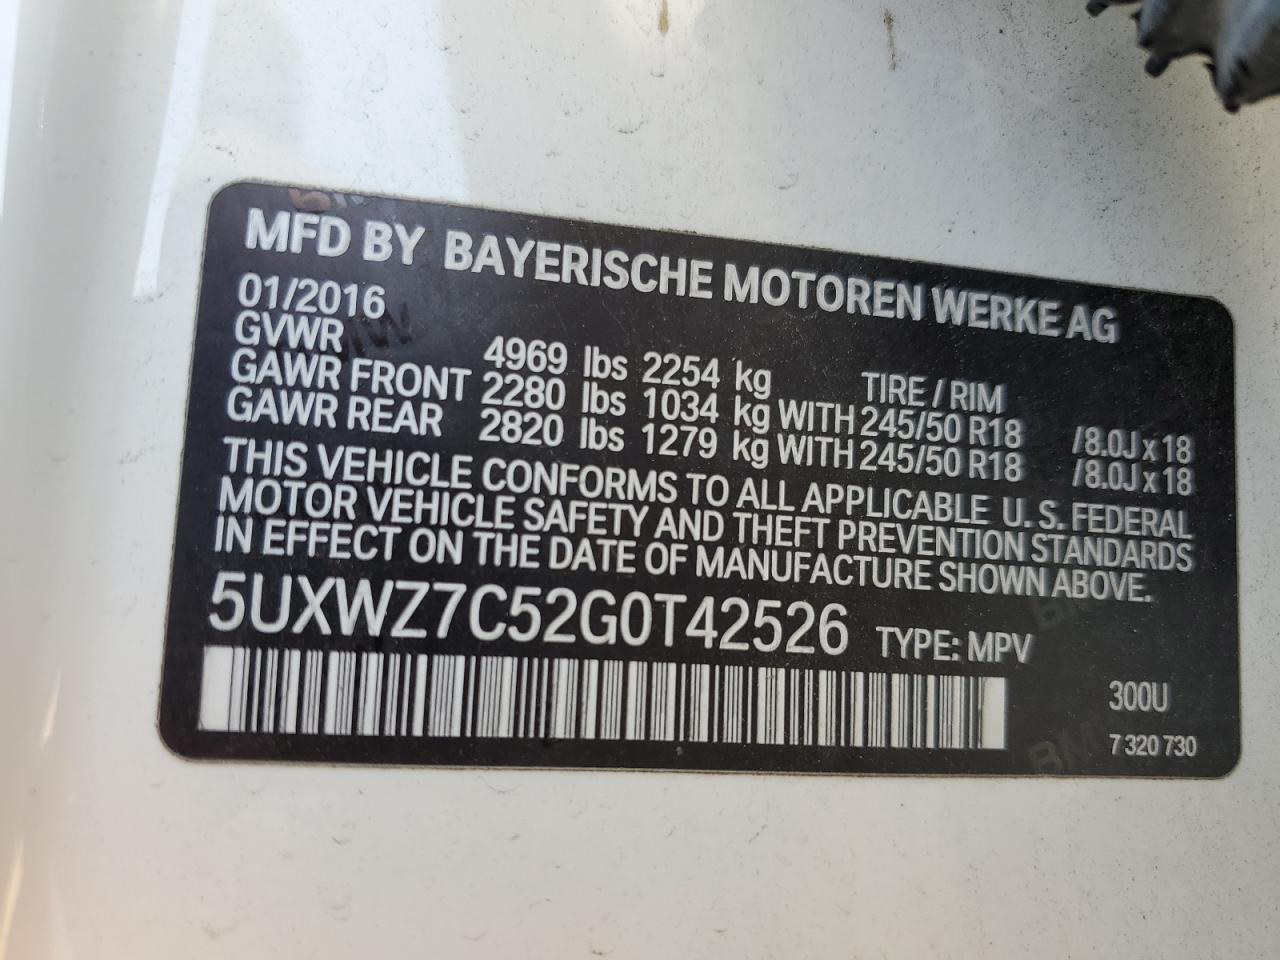 MFD BY BAYERISCHE MOTOREN WERKE AG
01/2016
GVWR 4969 lbs 2254 kg TIRE / RIM
GAWR FRONT 2280 lbs 1034 kg WITH 245/50 R18 /8.0J x 18
GAWR REAR 2820 lbs 1279 kg WITH 245/50 R18 /8.0J x 18
THIS VEHICLE CONFORMS TO ALL APPLICABLE U. S. FEDERAL
MOTOR VEHICLE SAFETY AND THEFT PREVENTION STANDARDS
IN EFFECT ON THE DATE OF MANUFACTURE SHOWN ABOVE.
5UXWZ7C52G0T42526 TYPE: MPV
300U
7 320 730